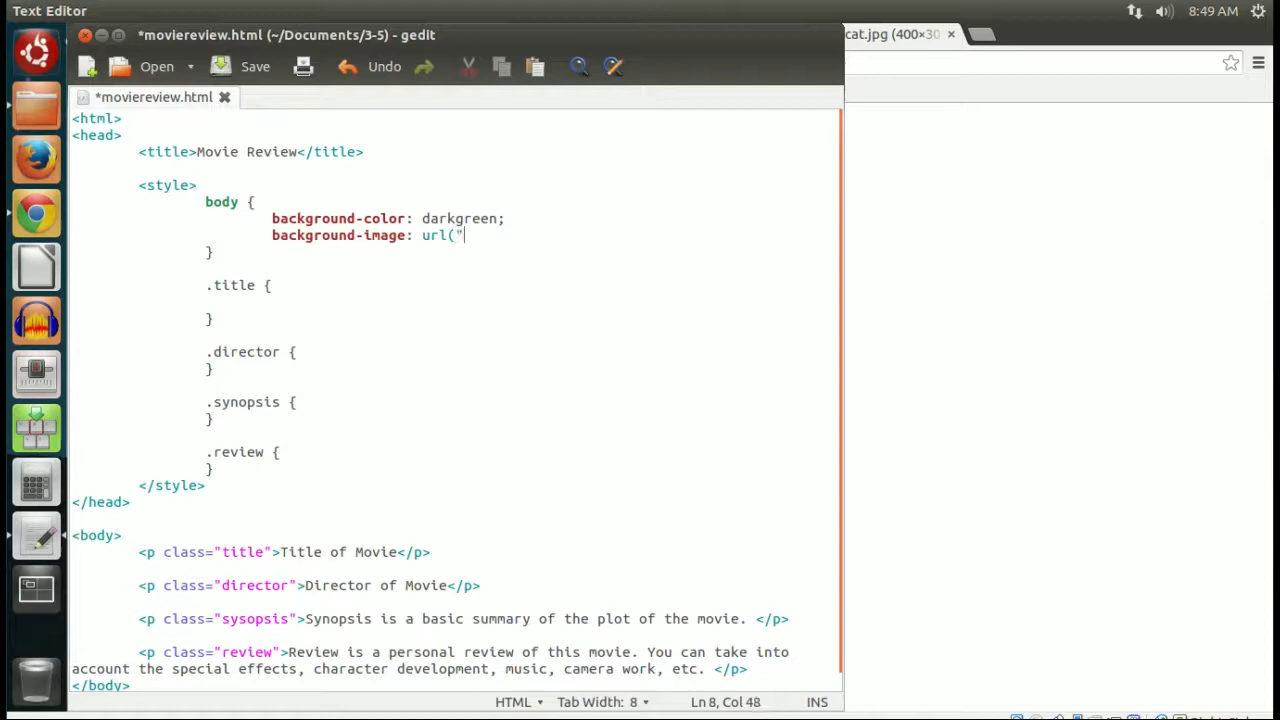 Text Editor
8:49 AM
*moviereview.html (~/Documents/3-5) - gedit
cat.jpg (400×30
Open
Save
Undo
*moviereview.html
<html>
<head>
<title>Movie Review</title>
<style>
body {
background-color: darkgreen;
background-image: url("
}
.title {
}
.director {
}
.synopsis {
}
.review {
}
</style>
</head>
<body>
<p class="title">Title of Movie</p>
<p class="director">Director of Movie</p>
<p class="sysopsis">Synopsis is a basic summary of the plot of the movie. </p>
<p class="review">Review is a personal review of this movie. You can take into
account the special effects, character development, music, camera work, etc. </p>
</body>
HTML
Tab Width: 8
Ln 8, Col 48
INS